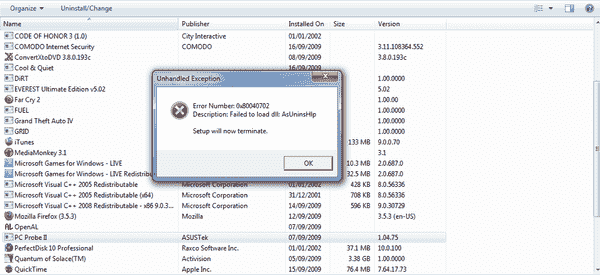 Organize Uninstall/Change
Name Publisher Installed On Size Version
CODE OF HONOR 3 (1.0) City Interactive 01/01/2002
COMODO Internet Security COMODO 16/09/2009 3.11.108364.552
ConvertXtoDVD 3.8.0.193c 09/09/2009 3.8.0.193c
Cool & Quiet
DiRT 1.00.0000
EVEREST Ultimate Edition v5.02 5.02
Far Cry 2 1.00.00
FUEL 1.00.0000
Grand Theft Auto IV 1.00.0000
GRID 1.00.0000
iTunes 133 MB 9.0.0.70
MediaMonkey 3.1 3.1
Microsoft Games for Windows - LIVE 10.3 MB 2.0.687.0
Microsoft Games for Windows - LIVE Redistrib 32.5 MB 2.0.687.0
Microsoft Visual C++ 2005 Redistributable Microsoft Corporation 01/01/2002 428 KB 8.0.56336
Microsoft Visual C++ 2005 Redistributable (x64) Microsoft Corporation 31/12/2001 708 KB 8.0.56336
Microsoft Visual C++ 2008 Redistributable - x86 9.0.3... Microsoft Corporation 14/09/2009 596 KB 9.0.30729
Mozilla Firefox (3.5.3) Mozilla 12/09/2009 3.5.3 (en-US)
OpenAL 07/09/2009
PC Probe II ASUSTek 07/09/2009 1.04.75
PerfectDisk 10 Professional Raxco Software Inc. 01/01/2002 37.1 MB 10.0.100
Quantum of Solace(TM) Activision 09/09/2009 3.38 GB 1.00.0000
QuickTime Apple Inc. 15/09/2009 76.4 MB 7.64.17.73
Unhandled Exception
Error Number: 0x80040702
Description: Failed to load dll: AsUninsHlp
Setup will now terminate.
OK